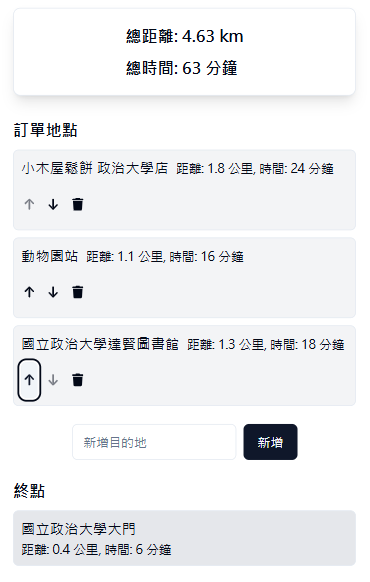 總距離: 4.63 km
總時間: 63 分鐘
訂單地點
小木屋鬆餅 政治大學店 距離: 1.8 公里, 時間: 24 分鐘
動物園站 距離: 1.1 公里, 時間: 16 分鐘
國立政治大學達賢圖書館 距離: 1.3 公里, 時間: 18 分鐘
新增目的地 新增
終點
國立政治大學大門
距離: 0.4 公里, 時間: 6 分鐘